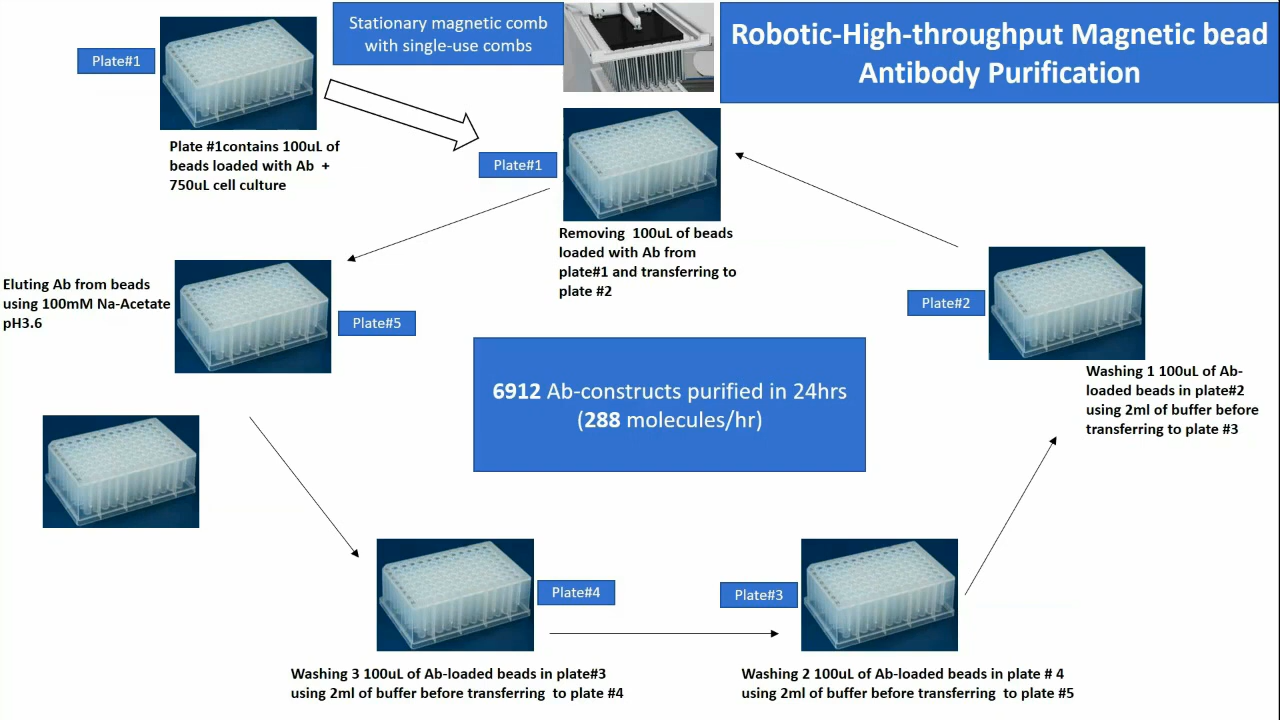 Robotic-High-throughput Magnetic bead
Antibody Purification
Stationary magnetic comb
with single-use combs
Plate#1
Plate #1contains 100uL of
beads loaded with Ab +
750uL cell culture
Plate#1
Removing 100uL of beads
loaded with Ab from
plate#1 and transferring to
plate #2
Plate#2
Washing 1 100uL of Ab-
loaded beads in plate#2
using 2ml of buffer before
transferring to plate #3
Eluting Ab from beads
using 100mM Na-Acetate
pH3.6
Plate#5
6912 Ab-constructs purified in 24hrs
(288 molecules/hr)
Plate#4
Washing 3 100uL of Ab-loaded beads in plate#3
using 2ml of buffer before transferring to plate #4
Plate#3
Washing 2 100uL of Ab-loaded beads in plate # 4
using 2ml of buffer before transferring to plate #5